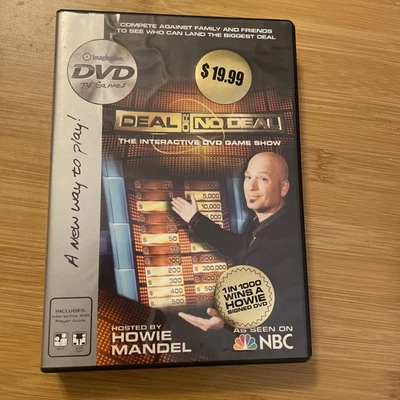 COMPETE AGAINST FAMILY AND FRIENDS
TO SEE WHO CAN LAND THE BIGGEST DEAL
Imagination
DVD
TV GAMES
$19.99
A new way to play!
DEAL OR NO DEAL
THE INTERACTIVE DVD GAME SHOW
5,000
10,000
50
200
300,000
300
400
500
1 IN 1000
WINS A
HOWIE
SIGNED DVD
INCLUDES:
Interactive DVD
Player Guide
HOSTED BY
HOWIE
MANDEL
AS SEEN ON
NBC